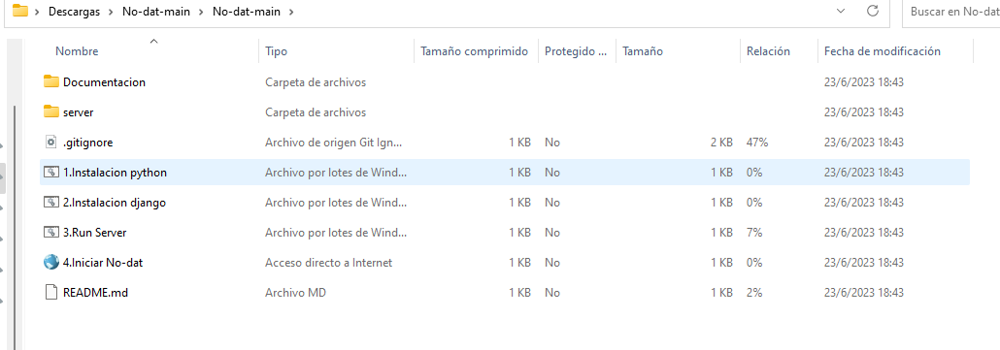 Descargas > No-dat-main > No-dat-main > Buscar en No-dat
Nombre Tipo Tamaño comprimido Protegido ... Tamaño Relación Fecha de modificación
Documentacion Carpeta de archivos 23/6/2023 18:43
server Carpeta de archivos 23/6/2023 18:43
.gitignore Archivo de origen Git Ign... 1 KB No 2 KB 47% 23/6/2023 18:43
1.Instalacion python Archivo por lotes de Wind... 1 KB No 1 KB 0% 23/6/2023 18:43
2.Instalacion django Archivo por lotes de Wind... 1 KB No 1 KB 0% 23/6/2023 18:43
3.Run Server Archivo por lotes de Wind... 1 KB No 1 KB 7% 23/6/2023 18:43
4.Iniciar No-dat Acceso directo a Internet 1 KB No 1 KB 0% 23/6/2023 18:43
README.md Archivo MD 1 KB No 1 KB 2% 23/6/2023 18:43